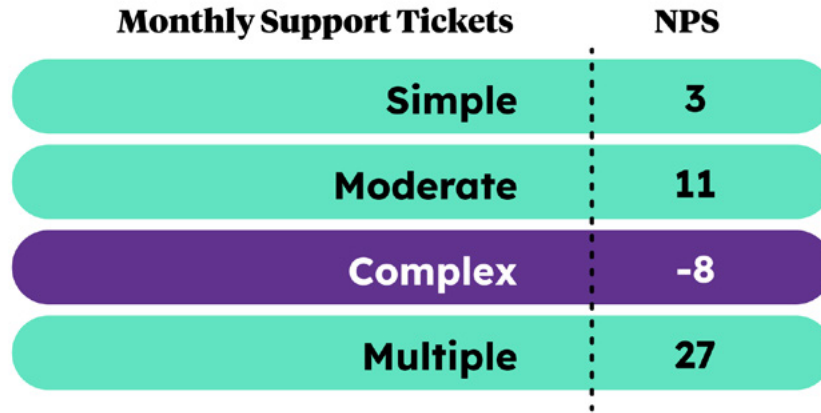 Monthly Support Tickets NPS
Simple 3
Moderate 11
Complex -8
Multiple 27